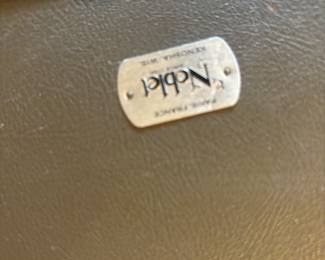 PARIS, FRANCE
Noblet
KENOSHA, WIS.